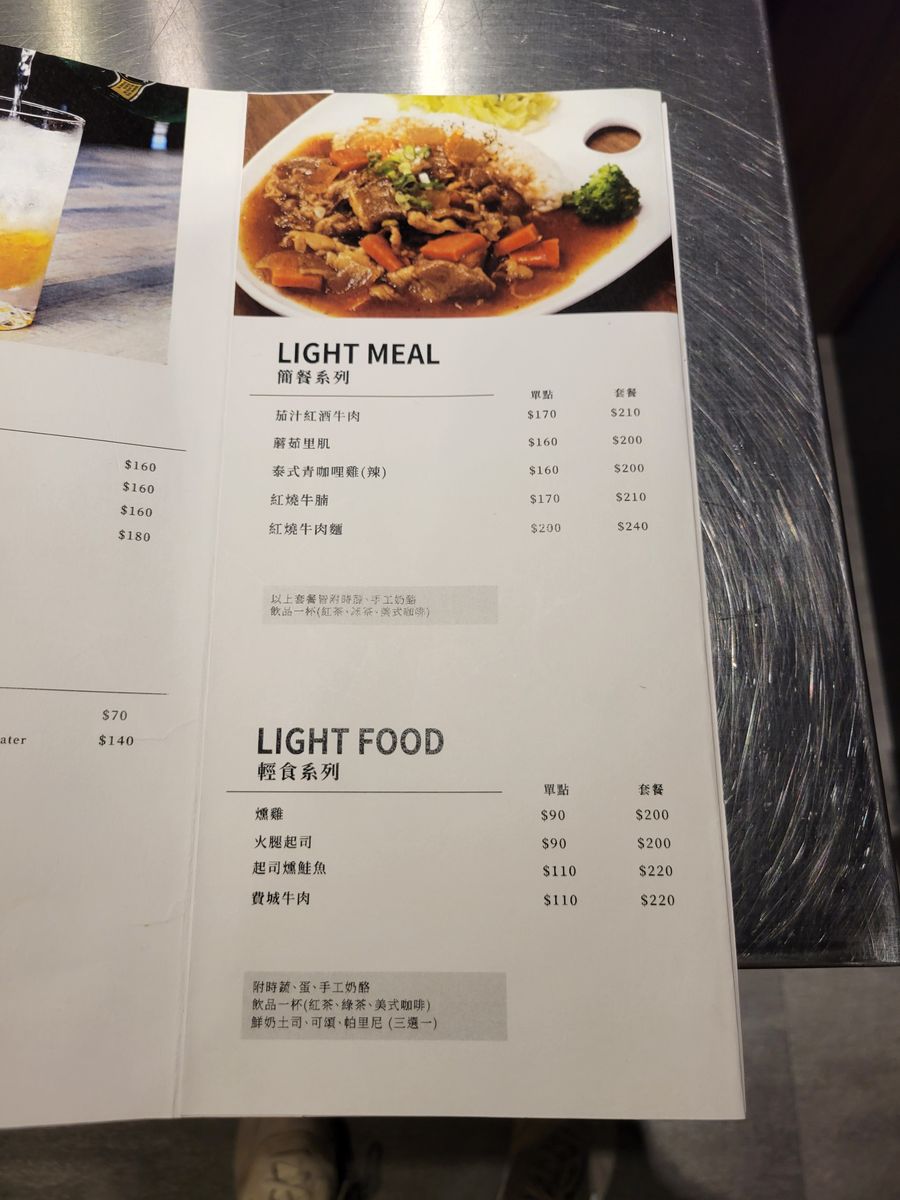 $160
$160
$160
$180
$70
ater $140
LIGHT MEAL
簡餐系列
單點 套餐
茄汁紅酒牛肉 $170 $210
蘑菇里肌 $160 $200
泰式青咖哩雞(辣) $160 $200
紅燒牛腩 $170 $210
紅燒牛肉麵 $200 $240
以上套餐皆附時蔬、手工奶酪
飲品一杯(紅茶、冰茶、美式咖啡)
LIGHT FOOD
輕食系列
單點 套餐
燻雞 $90 $200
火腿起司 $90 $200
起司燻鮭魚 $110 $220
費城牛肉 $110 $220
附時蔬、蛋、手工奶酪
飲品一杯(紅茶、綠茶、美式咖啡)
鮮奶土司、可頌、帕里尼 (三選一)